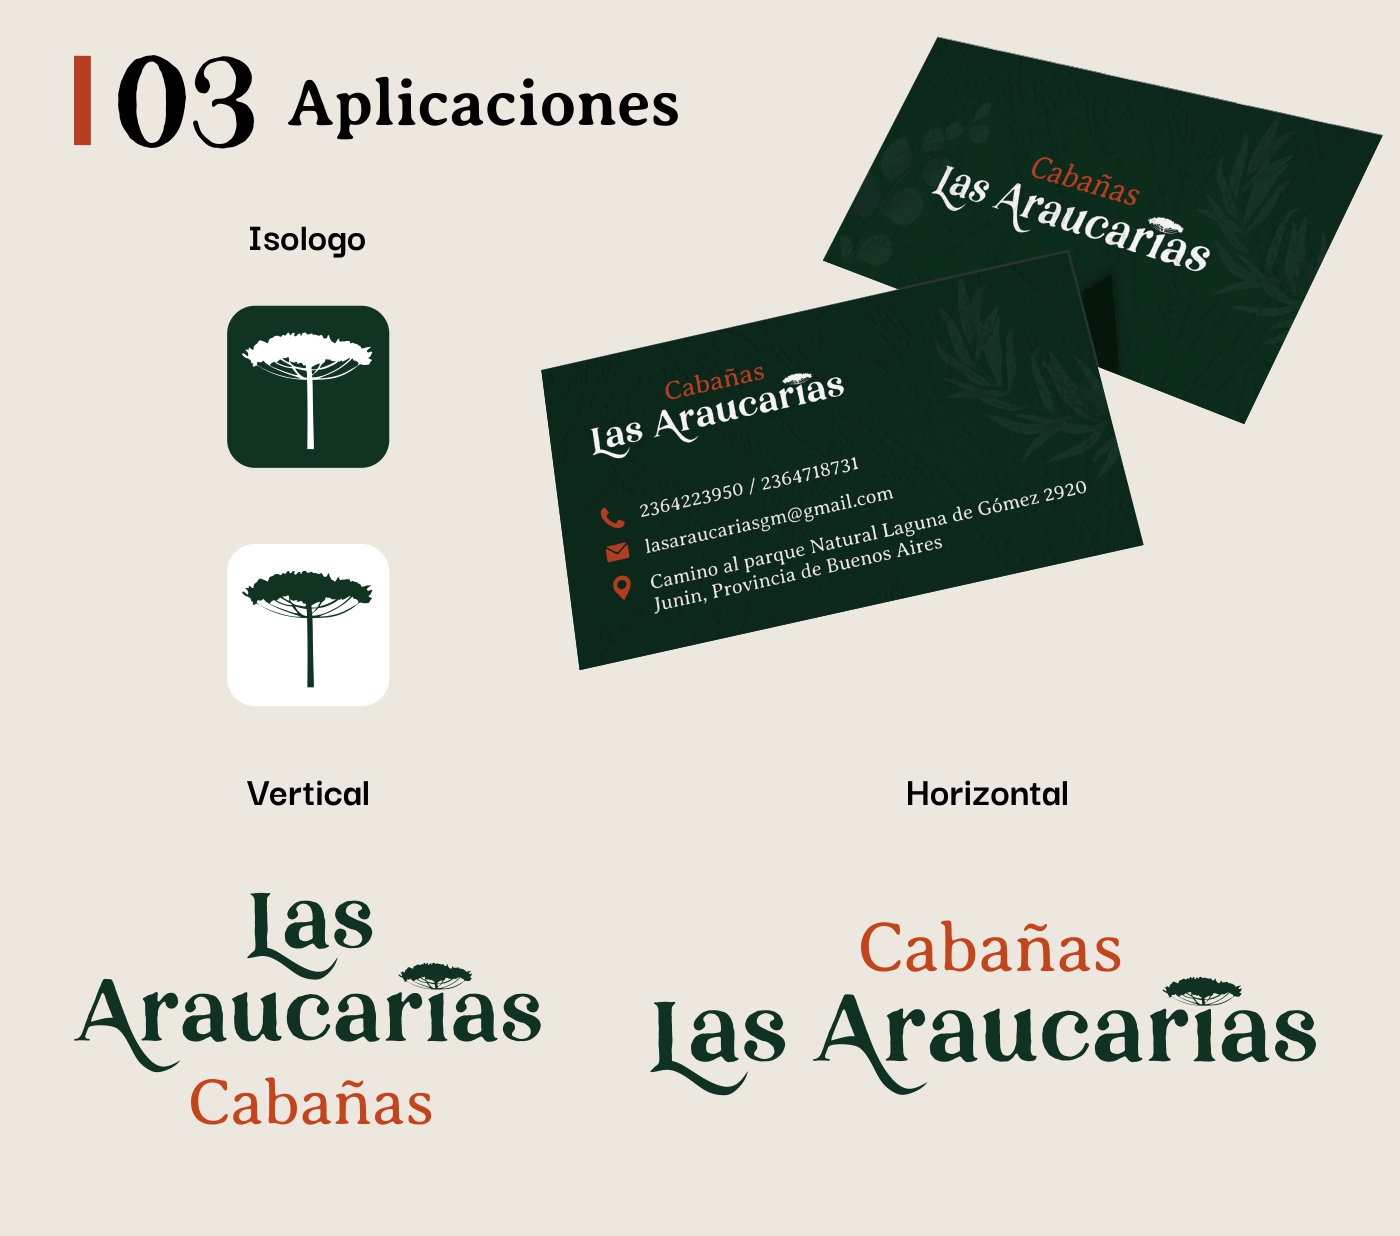 03 Aplicaciones
Isologo
Cabañas
Las Araucarias
Cabañas
Las Araucarias
2364223950 / 2364718731
lasaraucariasgm@gmail.com
Camino al parque Natural Laguna de Gómez 2920
Junin, Provincia de Buenos Aires
Vertical
Las
Araucarias
Cabañas
Horizontal
Cabañas
Las Araucarias